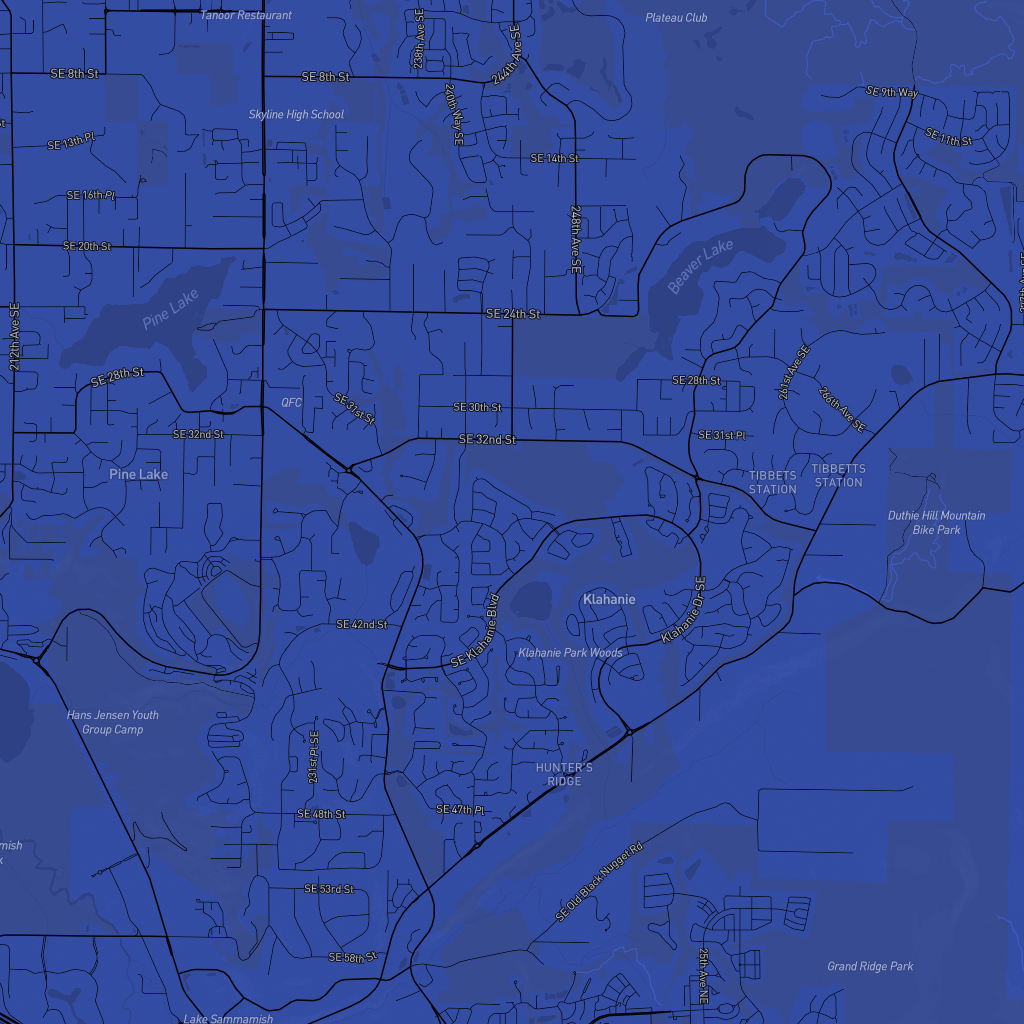 Tanoor Restaurant
238th Ave SE
244th Ave SE
Plateau Club
SE 8th St
SE 8th St
SE 9th Way
240th Way SE
Skyline High School
SE 13th Pl
SE 11th St
SE 14th St
SE 16th Pl
248th Ave SE
SE 20th St
Beaver Lake
Pine Lake
212th Ave SE
SE 24th St
SE 28th St
SE 28th St
261st Ave SE
266th Ave SE
QFC
SE 31st St
SE 30th St
SE 32nd St
SE 32nd St
SE 31st Pl
Pine Lake
TIBBETS
STATION
TIBBETTS
STATION
Duthie Hill Mountain
Bike Park
Klahanie
Klahanie Dr SE
SE 42nd St
SE Klahanie Blvd
Klahanie Park Woods
Hans Jensen Youth
Group Camp
231st Pl SE
HUNTER'S
RIDGE
SE 48th St
SE 47th Pl
SE Old Black Nugget Rd
SE 53rd St
SE 58th St
25th Ave NE
Grand Ridge Park
Lake Sammamish